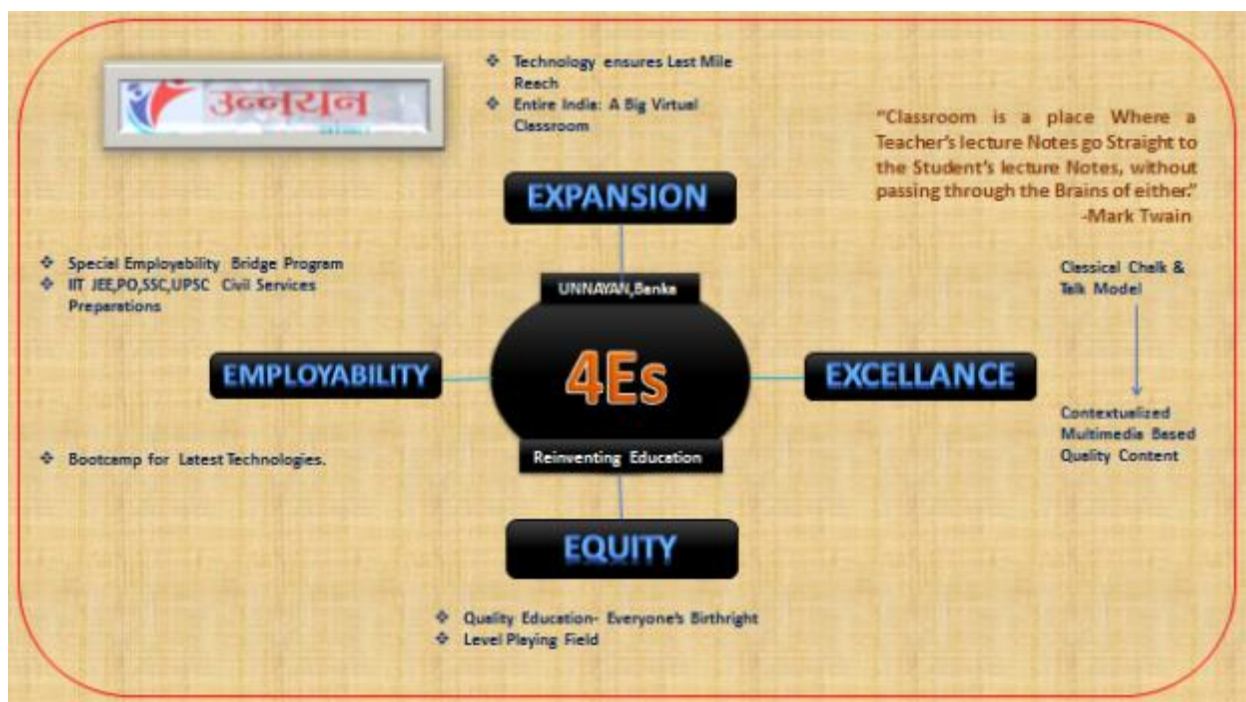 उन्नयन
❖ Technology ensures Last Mile
Reach
❖ Entire India: A Big Virtual
Classroom
“Classroom is a place Where a
Teacher's lecture Notes go Straight to
the Student's lecture Notes, without
passing through the Brains of either.”
-Mark Twain
EXPANSION
❖ Special Employability Bridge Program
❖ IIT JEE,PO,SSC,UPSC Civil Services
Preparations
Classical Chalk &
Talk Model
UNNAYAN,Banka
4Es
EMPLOYABILITY
EXCELLANCE
Contextualized
Multimedia Based
Quality Content
❖ Bootcamp for Latest Technologies.
Reinventing Education
EQUITY
❖ Quality Education- Everyone's Birthright
❖ Level Playing Field